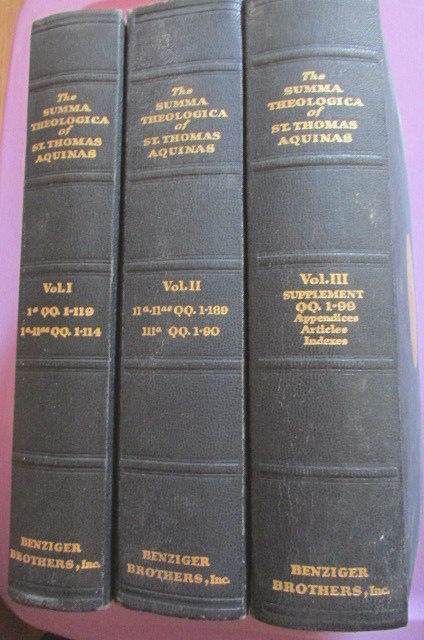 The
SUMMA
THEOLOGICA
of
ST. THOMAS
AQUINAS
Vol. I
Iª QQ. 1-119
Iª-IIªᵉ QQ. 1-114
BENZIGER
BROTHERS, Inc.
The
SUMMA
THEOLOGICA
of
ST. THOMAS
AQUINAS
Vol. II
IIª-IIªᵉ QQ. 1-189
IIIª QQ. 1-90
BENZIGER
BROTHERS, Inc.
The
SUMMA
THEOLOGICA
of
ST. THOMAS
AQUINAS
Vol. III
SUPPLEMENT
QQ. 1-99
Appendices
Articles
Indexes
BENZIGER
BROTHERS, Inc.